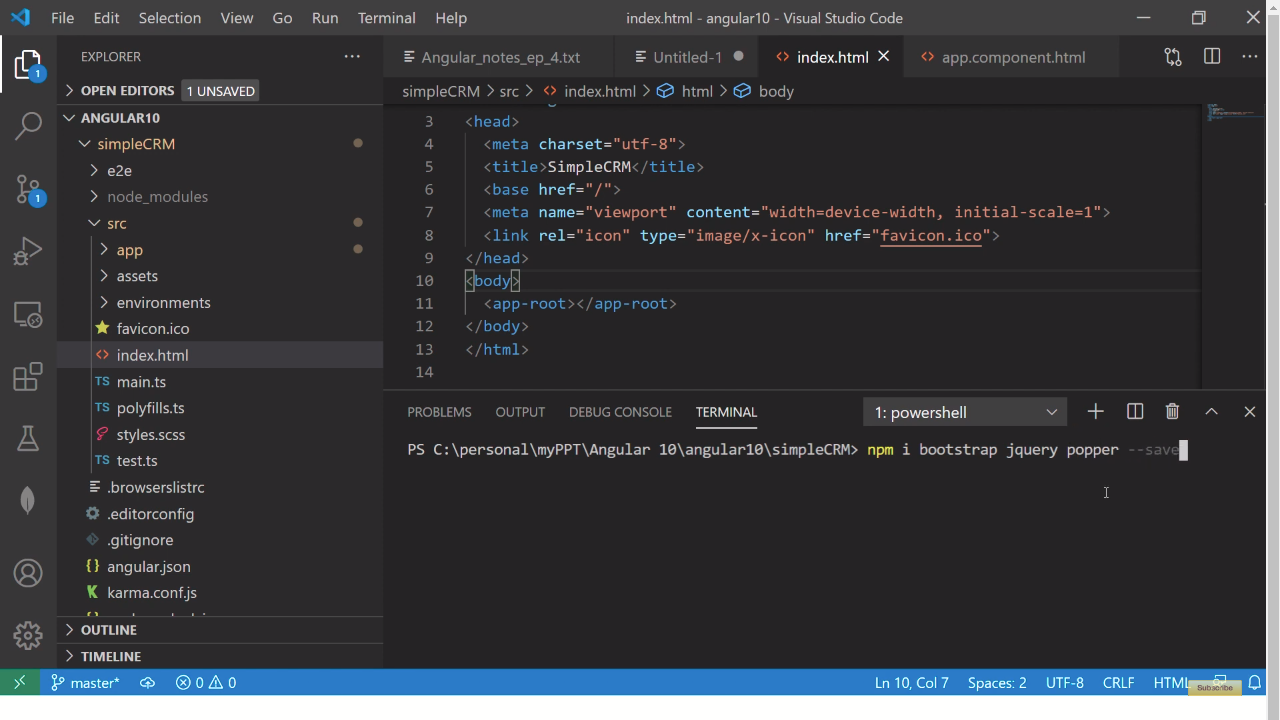 File Edit Selection View Go Run Terminal Help index.html - angular10 - Visual Studio Code
EXPLORER
OPEN EDITORS 1 UNSAVED
ANGULAR10
simpleCRM
e2e
node_modules
src
app
assets
environments
favicon.ico
index.html
TS main.ts
TS polyfills.ts
styles.scss
TS test.ts
.browserslistrc
.editorconfig
.gitignore
{} angular.json
karma.conf.js
OUTLINE
TIMELINE
1
1
Angular_notes_ep_4.txt Untitled-1 index.html app.component.html
simpleCRM > src > index.html > html > body
3 <head>
4 <meta charset="utf-8">
5 <title>SimpleCRM</title>
6 <base href="/">
7 <meta name="viewport" content="width=device-width, initial-scale=1">
8 <link rel="icon" type="image/x-icon" href="favicon.ico">
9 </head>
10 <body>
11 <app-root></app-root>
12 </body>
13 </html>
14
PROBLEMS OUTPUT DEBUG CONSOLE TERMINAL 1: powershell
PS C:\personal\myPPT\Angular 10\angular10\simpleCRM> npm i bootstrap jquery popper --save
master* 0 0 Ln 10, Col 7 Spaces: 2 UTF-8 CRLF HTML
Subscribe